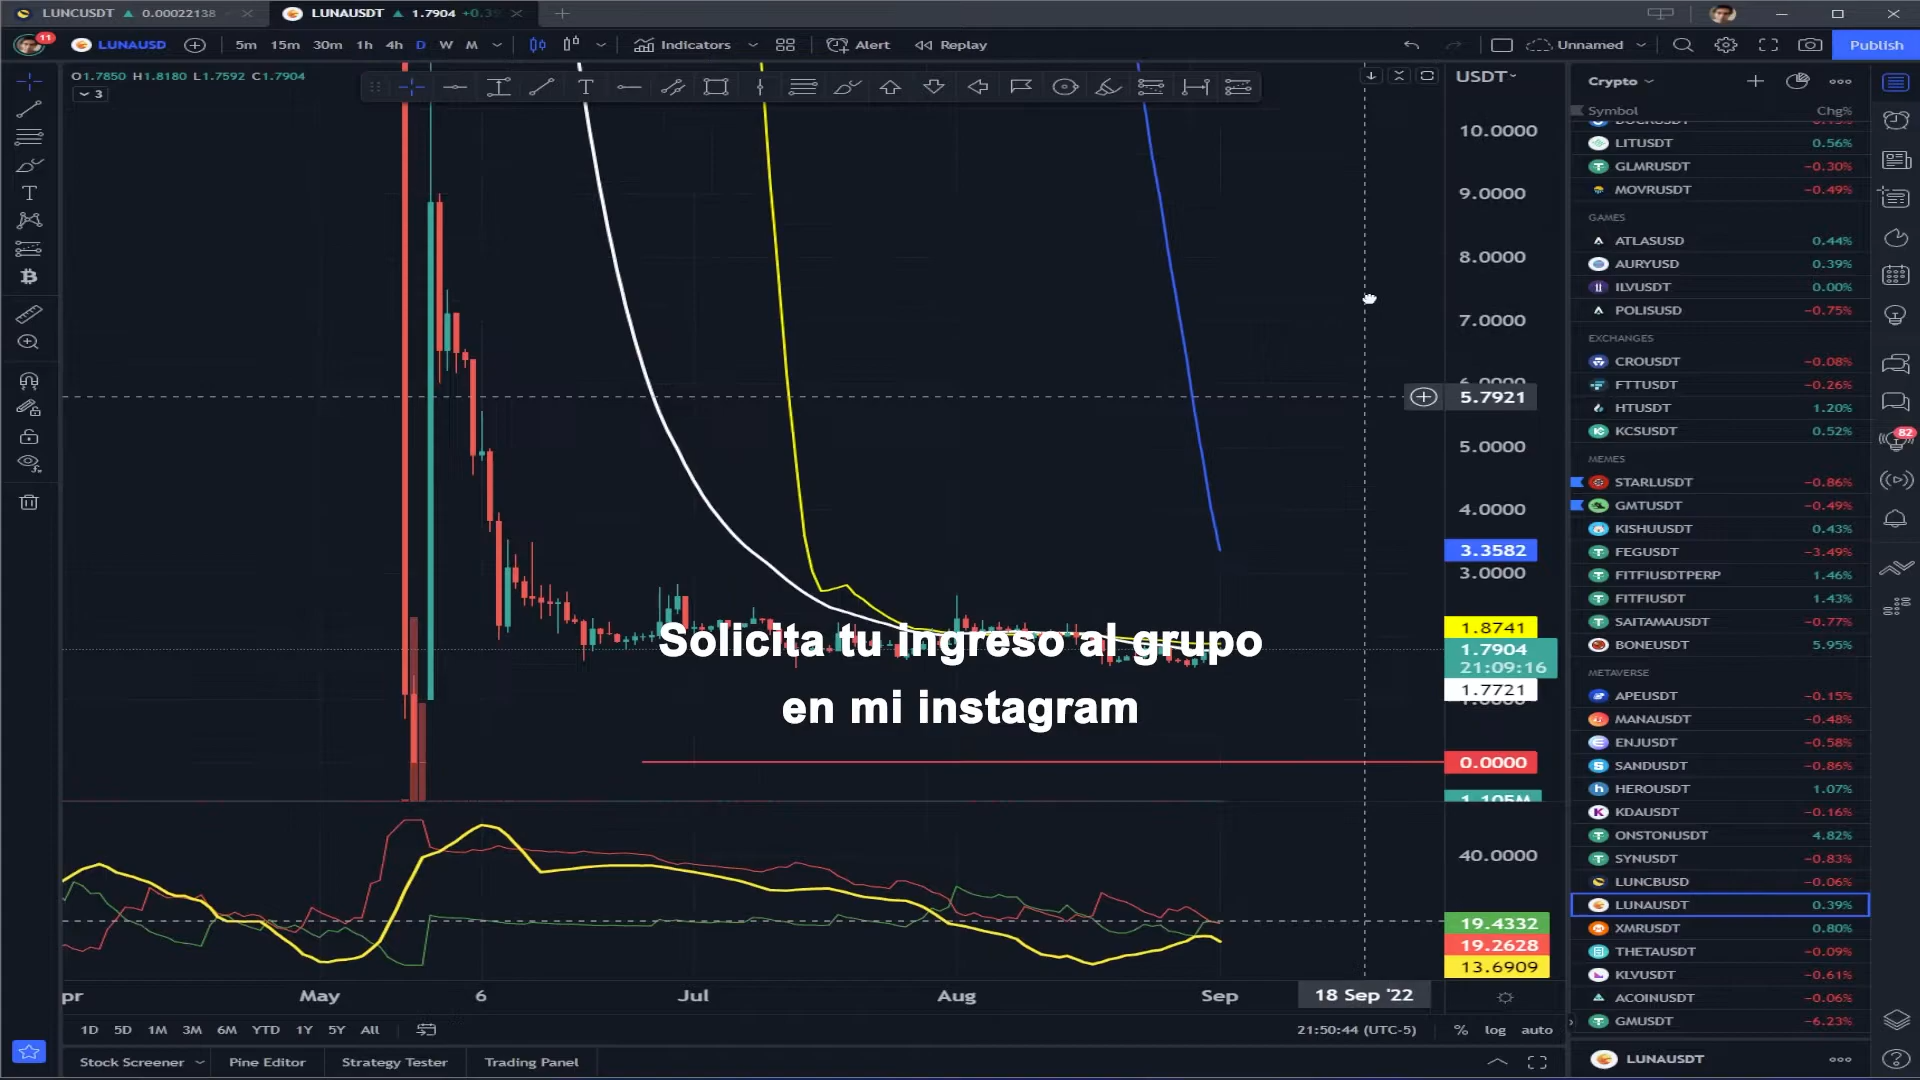 LUNCUSDT ▲ 0.00022138
LUNAUSDT ▲ 1.7904
11
LUNAUSD
5m 15m 30m 1h 4h D W M
Indicators
Alert
Replay
Unnamed
Publish
O1.7850 H1.8180 L1.7592 C1.7904
3
USDT
10.0000
9.0000
8.0000
7.0000
5.7921
5.0000
4.0000
3.3582
3.0000
1.8741
1.7904
21:09:16
1.7721
0.0000
40.0000
19.4332
19.2628
13.6909
Solicita tu ingreso al grupo
en mi instagram
May 6 Jul Aug Sep 18 Sep '22
1D 5D 1M 3M 6M YTD 1Y 5Y All
21:50:44 (UTC-5) % log auto
Stock Screener Pine Editor Strategy Tester Trading Panel
Crypto
Symbol Chg%
LITUSDT 0.56%
GLMRUSDT −0.30%
MOVRUSDT −0.49%
GAMES
ATLASUSD 0.44%
AURYUSD 0.39%
ILVUSDT 0.00%
POLISUSD −0.75%
EXCHANGES
CROUSDT −0.08%
FTTUSDT −0.26%
HTUSDT 1.20%
KCSUSDT 0.52%
MEMES
STARLUSDT −0.86%
GMTUSDT −0.49%
KISHUUSDT 0.43%
FEGUSDT −3.49%
FITFIUSDTPERP 1.46%
FITFIUSDT 1.43%
SAITAMAUSDT −0.77%
BONEUSDT 5.95%
METAVERSE
APEUSDT −0.15%
MANAUSDT −0.48%
ENJUSDT −0.58%
SANDUSDT −0.86%
HEROUSDT 1.07%
KDAUSDT −0.16%
ONSTONUSDT 4.82%
SYNUSDT −0.83%
LUNCBUSD −0.06%
LUNAUSDT 0.39%
XMRUSDT 0.80%
THETAUSDT −0.09%
KLVUSDT −0.61%
ACOINUSDT −0.06%
GMUSDT −6.23%
LUNAUSDT
82